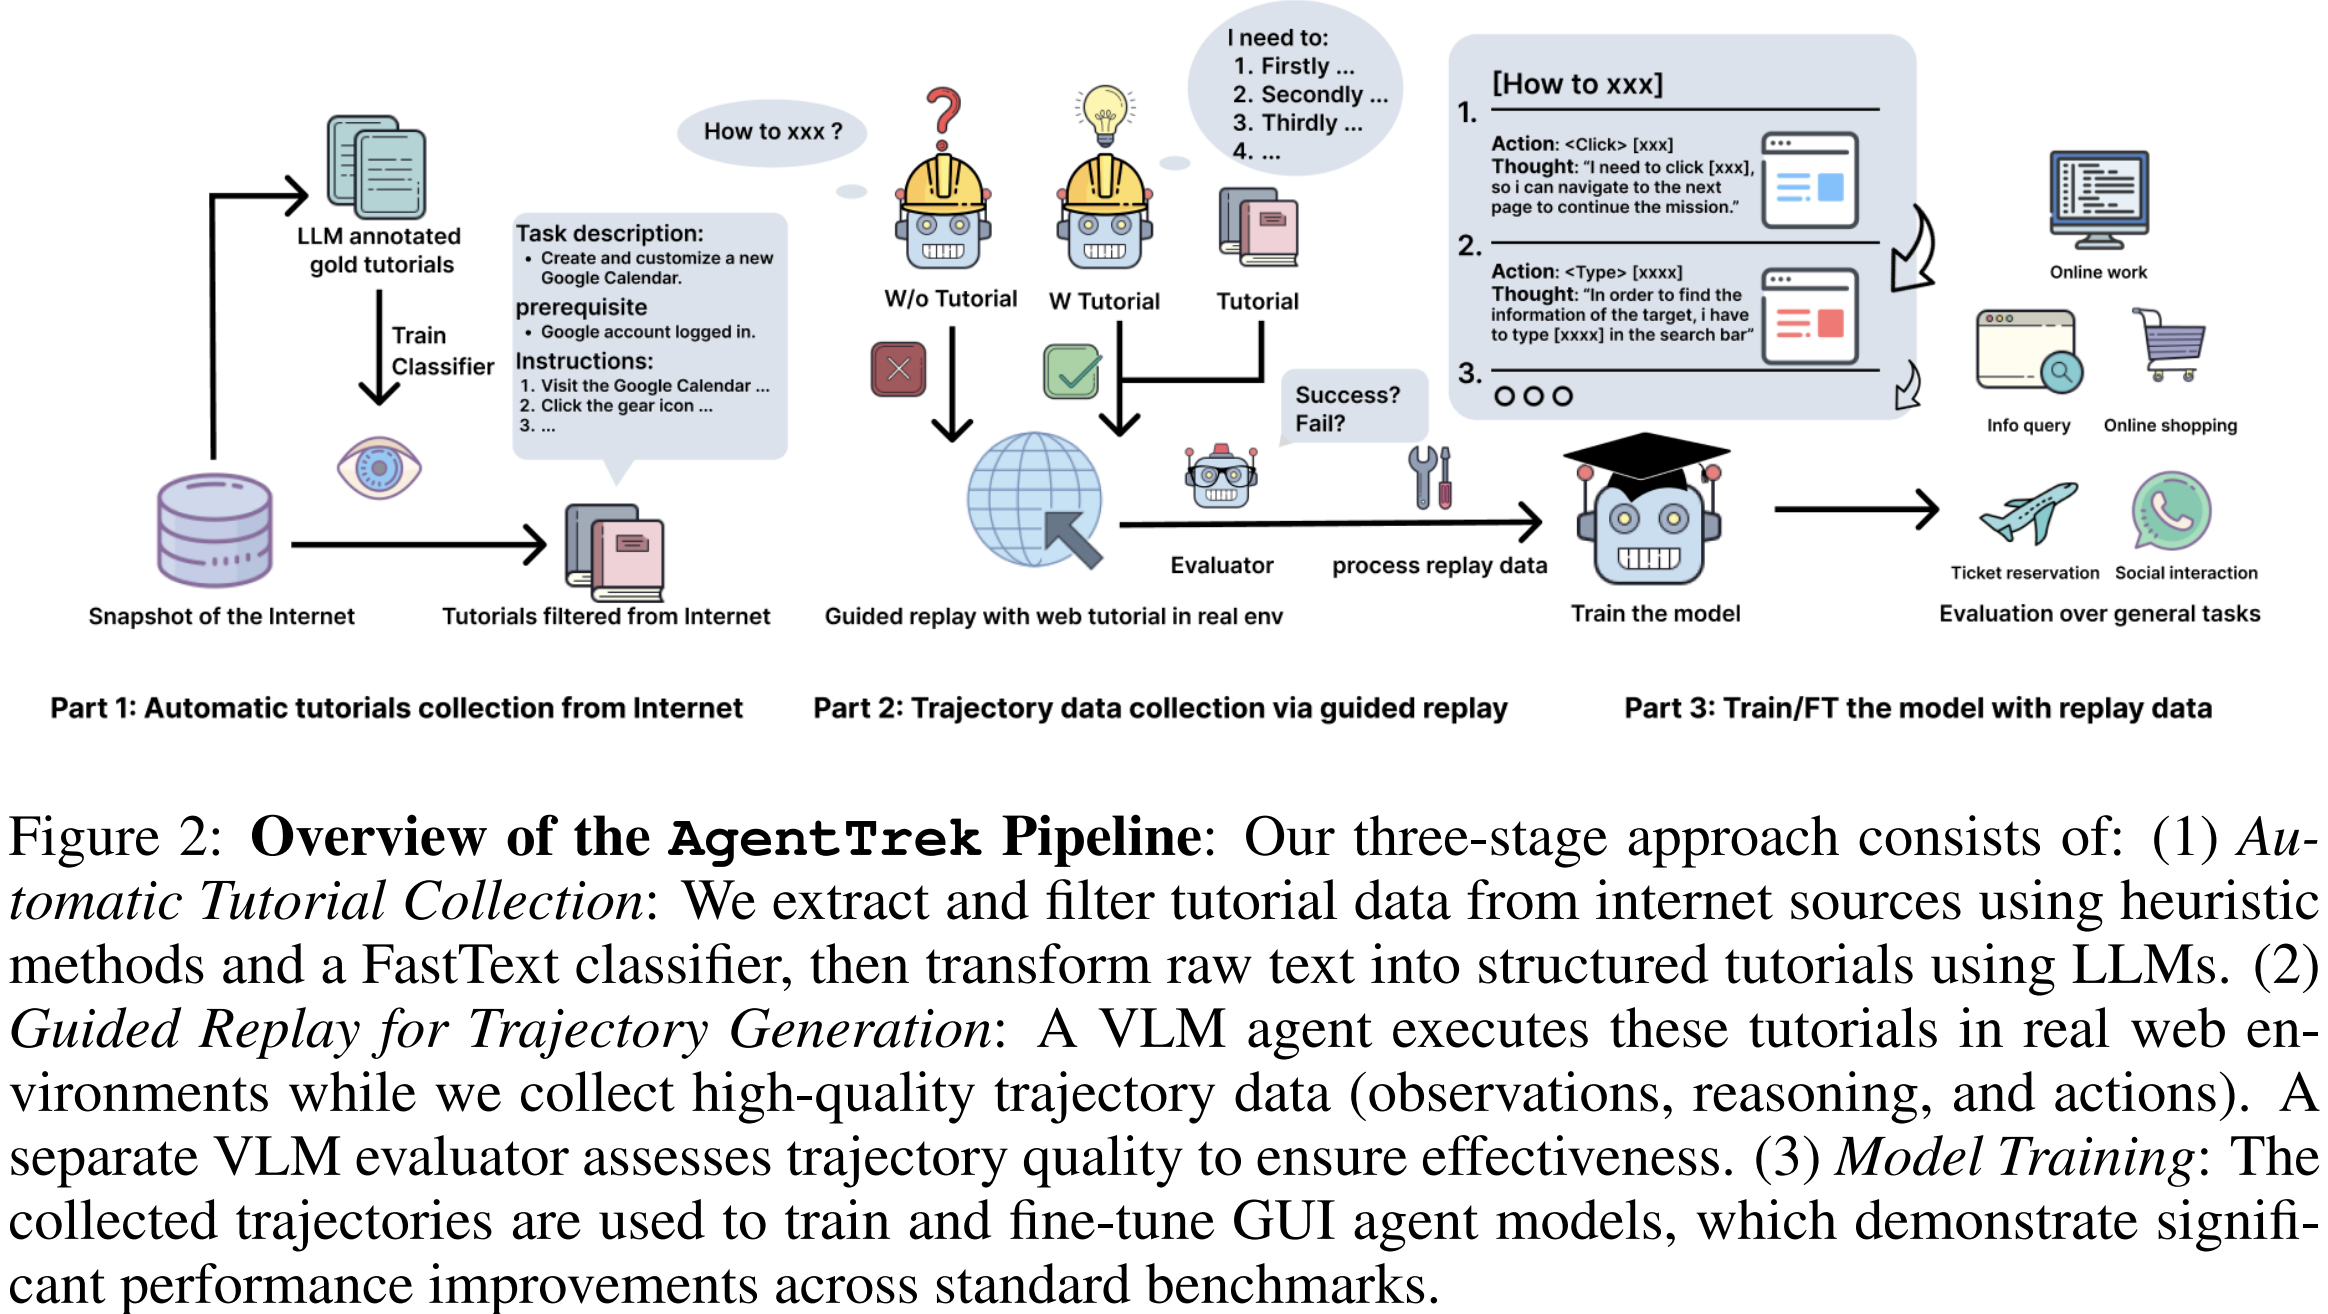 LLM annotated
gold tutorials
Train
Classifier
Snapshot of the Internet
Task description:
• Create and customize a new
Google Calendar.
prerequisite
• Google account logged in.
Instructions:
1. Visit the Google Calendar ...
2. Click the gear icon ...
3. ...
Tutorials filtered from Internet
Part 1: Automatic tutorials collection from Internet
How to xxx ?
I need to:
1. Firstly ...
2. Secondly ...
3. Thirdly ...
4. ...
W/o Tutorial
W Tutorial
Tutorial
Success?
Fail?
Evaluator
process replay data
Guided replay with web tutorial in real env
Part 2: Trajectory data collection via guided replay
[How to xxx]
1.
Action: <Click> [xxx]
Thought: “I need to click [xxx],
so i can navigate to the next
page to continue the mission.”
2.
Action: <Type> [xxxx]
Thought: “In order to find the
information of the target, i have
to type [xxxx] in the search bar”
3.
Train the model
Online work
Info query
Online shopping
Ticket reservation
Social interaction
Evaluation over general tasks
Part 3: Train/FT the model with replay data
Figure 2: Overview of the AgentTrek Pipeline: Our three-stage approach consists of: (1) Au-
tomatic Tutorial Collection: We extract and filter tutorial data from internet sources using heuristic
methods and a FastText classifier, then transform raw text into structured tutorials using LLMs. (2)
Guided Replay for Trajectory Generation: A VLM agent executes these tutorials in real web en-
vironments while we collect high-quality trajectory data (observations, reasoning, and actions). A
separate VLM evaluator assesses trajectory quality to ensure effectiveness. (3) Model Training: The
collected trajectories are used to train and fine-tune GUI agent models, which demonstrate signifi-
cant performance improvements across standard benchmarks.